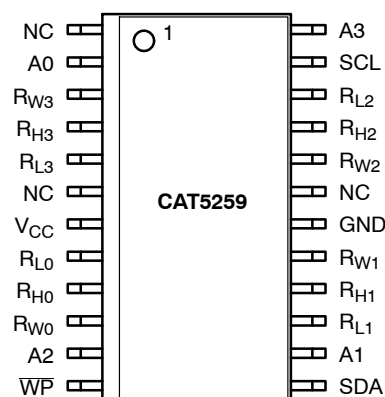 NC 1 A3
A0 SCL
RW3 RL2
RH3 RH2
RL3 RW2
NC CAT5259 NC
VCC GND
RL0 RW1
RH0 RH1
RW0 RL1
A2 A1
W̅P̅ SDA